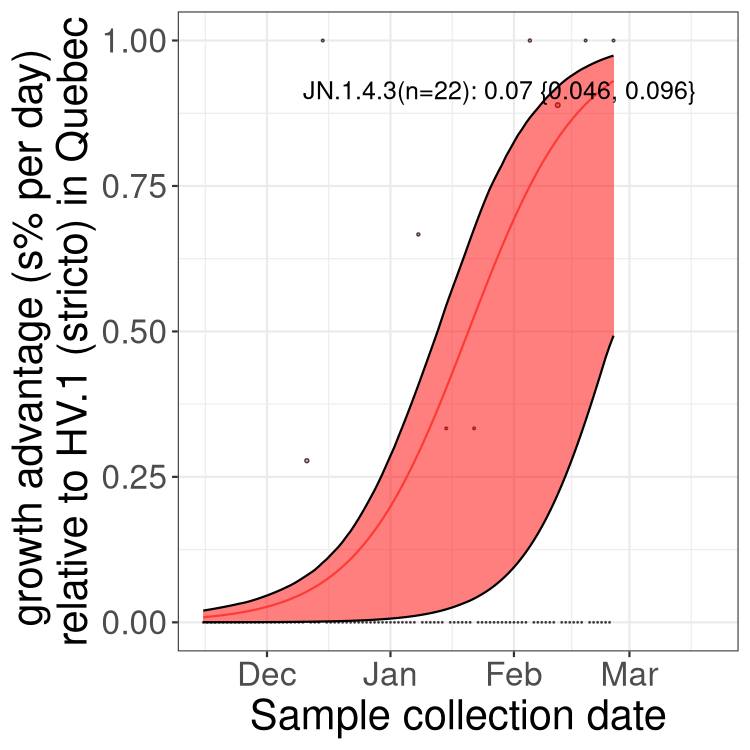 growth advantage (s% per day)
relative to HV.1 (stricto) in Quebec
1.00
0.75
0.50
0.25
0.00
JN.1.4.3(n=22): 0.07 {0.046, 0.096}
Dec Jan Feb Mar
Sample collection date